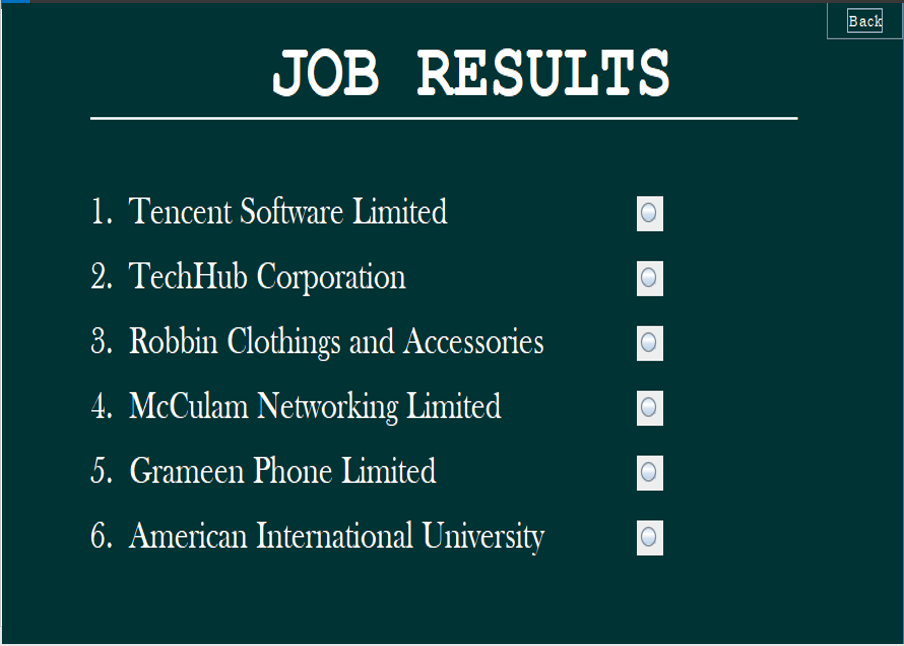 Back
JOB RESULTS
1. Tencent Software Limited
2. TechHub Corporation
3. Robbin Clothings and Accessories
4. McCulam Networking Limited
5. Grameen Phone Limited
6. American International University